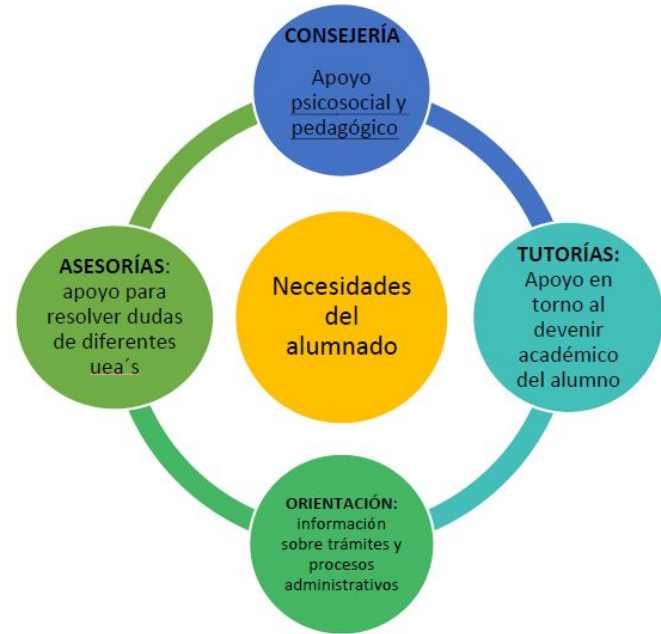 CONSEJERÍA
Apoyo
psicosocial y
pedagógico
ASESORÍAS:
apoyo para
resolver dudas
de diferentes
uea´s
Necesidades
del
alumnado
TUTORÍAS:
Apoyo en
torno al
devenir
académico
del alumno
ORIENTACIÓN:
información
sobre trámites y
procesos
administrativos